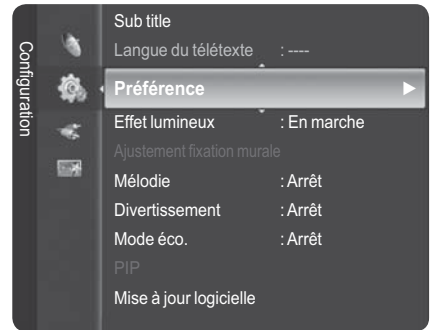 Configuration
Sub title
Langue du télétexte : ----
Préférence
Effet lumineux : En marche
Ajustement fixation murale
Mélodie : Arrêt
Divertissement : Arrêt
Mode éco. : Arrêt
PIP
Mise à jour logicielle